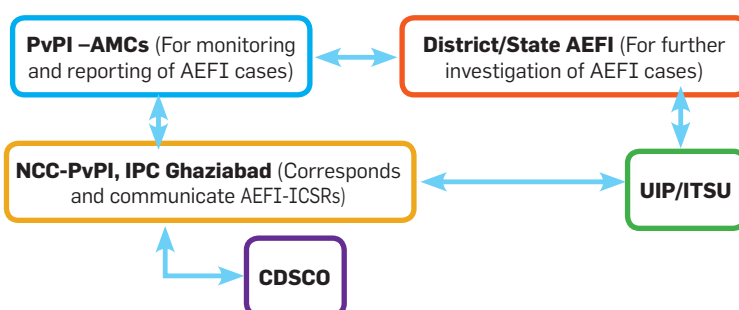 PvPI –AMCs (For monitoring
and reporting of AEFI cases)
District/State AEFI (For further
investigation of AEFI cases)
NCC-PvPI, IPC Ghaziabad (Corresponds
and communicate AEFI-ICSRs)
UIP/ITSU
CDSCO